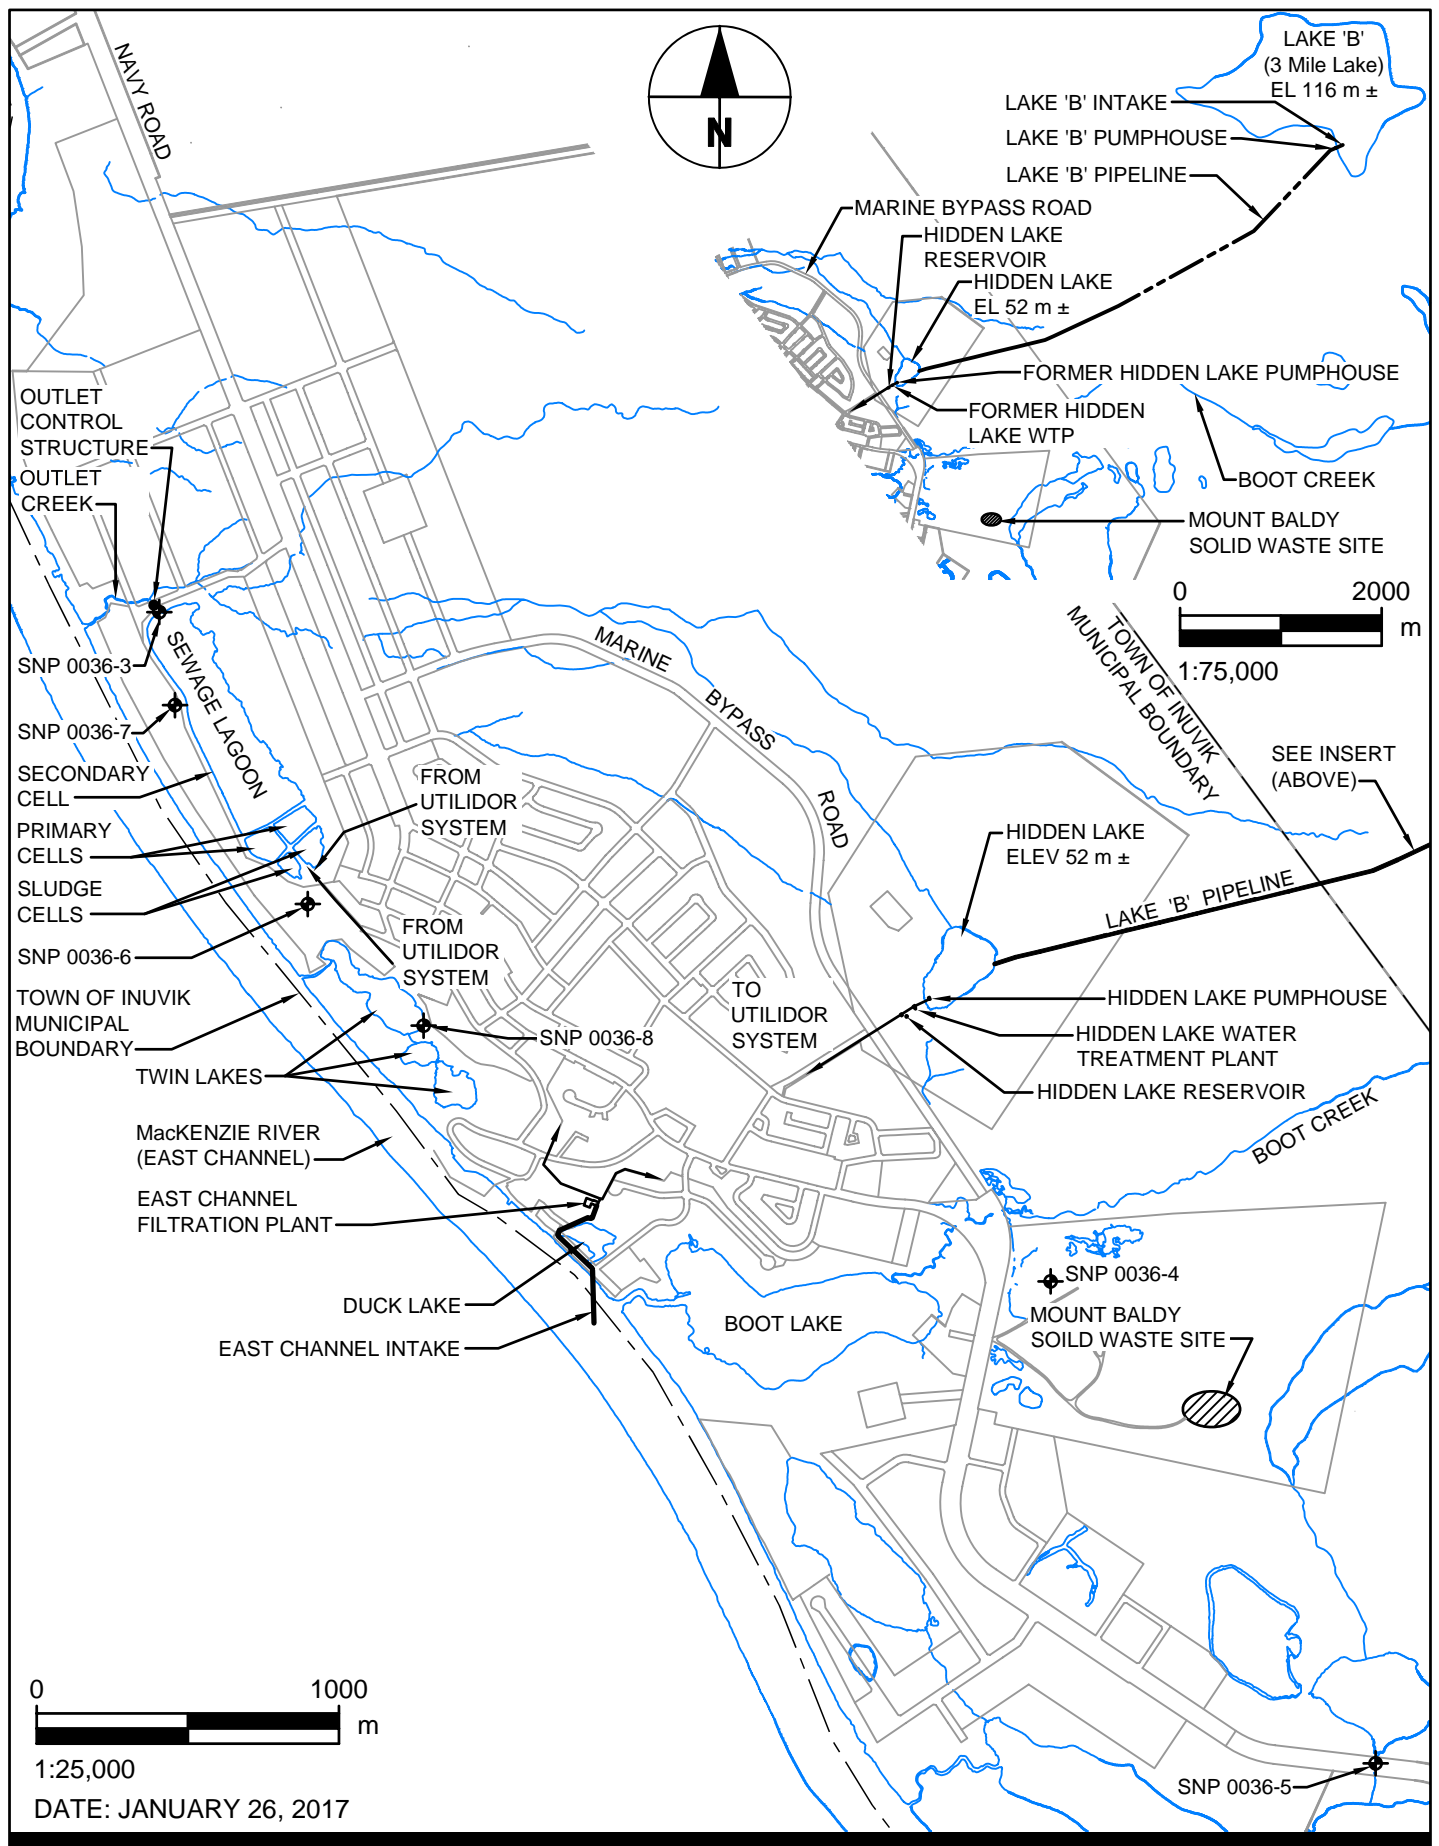 NAVY ROAD
N
LAKE 'B'
(3 Mile Lake)
EL 116 m ±
LAKE 'B' INTAKE
LAKE 'B' PUMPHOUSE
LAKE 'B' PIPELINE
MARINE BYPASS ROAD
HIDDEN LAKE
RESERVOIR
HIDDEN LAKE
EL 52 m ±
FORMER HIDDEN LAKE PUMPHOUSE
FORMER HIDDEN
LAKE WTP
BOOT CREEK
MOUNT BALDY
SOLID WASTE SITE
0 2000
m
1:75,000
OUTLET
CONTROL
STRUCTURE
OUTLET
CREEK
SNP 0036-3
SEWAGE LAGOON
SNP 0036-7
SECONDARY
CELL
PRIMARY
CELLS
SLUDGE
CELLS
SNP 0036-6
TOWN OF INUVIK
MUNICIPAL
BOUNDARY
FROM
UTILIDOR
SYSTEM
FROM
UTILIDOR
SYSTEM
MARINE
BYPASS
ROAD
TOWN OF INUVIK
MUNICIPAL BOUNDARY
SEE INSERT
(ABOVE)
HIDDEN LAKE
ELEV 52 m ±
LAKE 'B' PIPELINE
TO
UTILIDOR
SYSTEM
HIDDEN LAKE PUMPHOUSE
HIDDEN LAKE WATER
TREATMENT PLANT
HIDDEN LAKE RESERVOIR
SNP 0036-8
TWIN LAKES
MacKENZIE RIVER
(EAST CHANNEL)
EAST CHANNEL
FILTRATION PLANT
DUCK LAKE
EAST CHANNEL INTAKE
BOOT CREEK
BOOT LAKE
SNP 0036-4
MOUNT BALDY
SOILD WASTE SITE
SNP 0036-5
0 1000
m
1:25,000
DATE: JANUARY 26, 2017